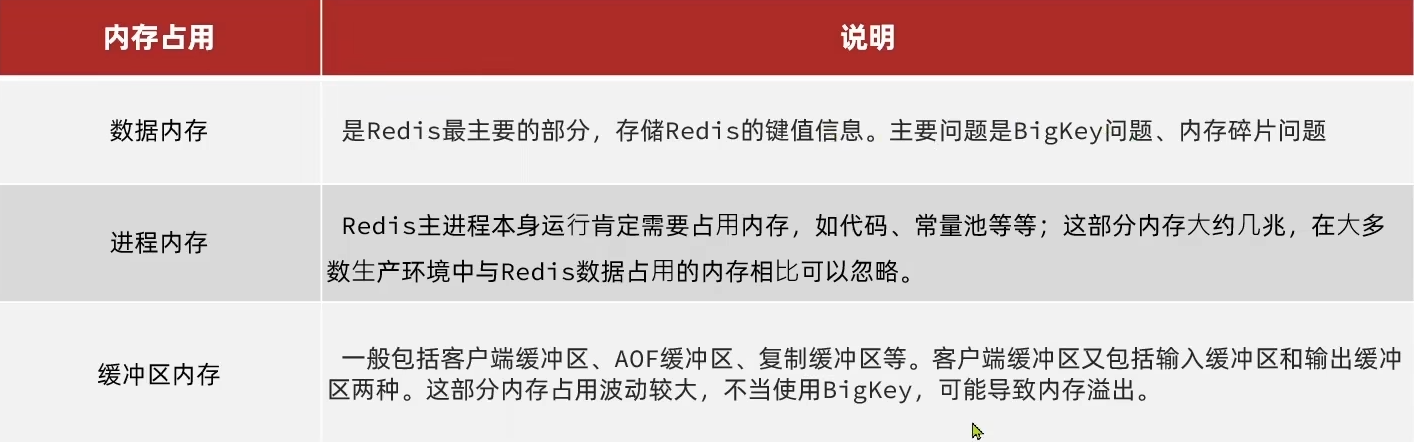 内存占用
说明
数据内存
是Redis最主要的部分，存储Redis的键值信息。主要问题是BigKey问题、内存碎片问题
进程内存
Redis主进程本身运行肯定需要占用内存，如代码、常量池等等；这部分内存大约几兆，在大多
数生产环境中与Redis数据占用的内存相比可以忽略。
缓冲区内存
一般包括客户端缓冲区、AOF缓冲区、复制缓冲区等。客户端缓冲区又包括输入缓冲区和输出缓冲
区两种。这部分内存占用波动较大，不当使用BigKey，可能导致内存溢出。